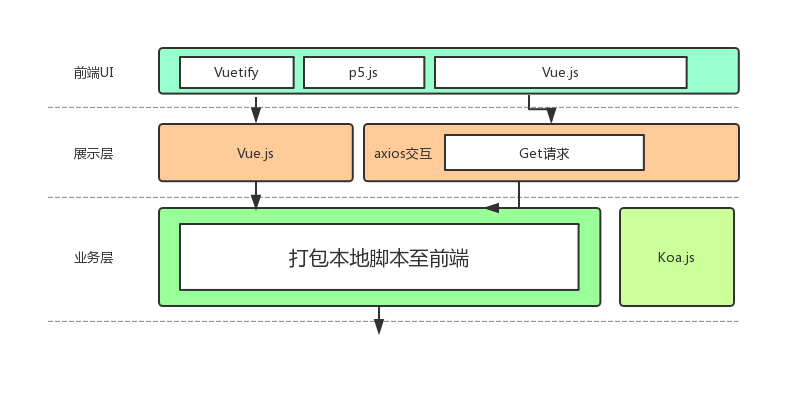 前端UI
Vuetify
p5.js
Vue.js
展示层
Vue.js
axios交互
Get请求
业务层
打包本地脚本至前端
Koa.js